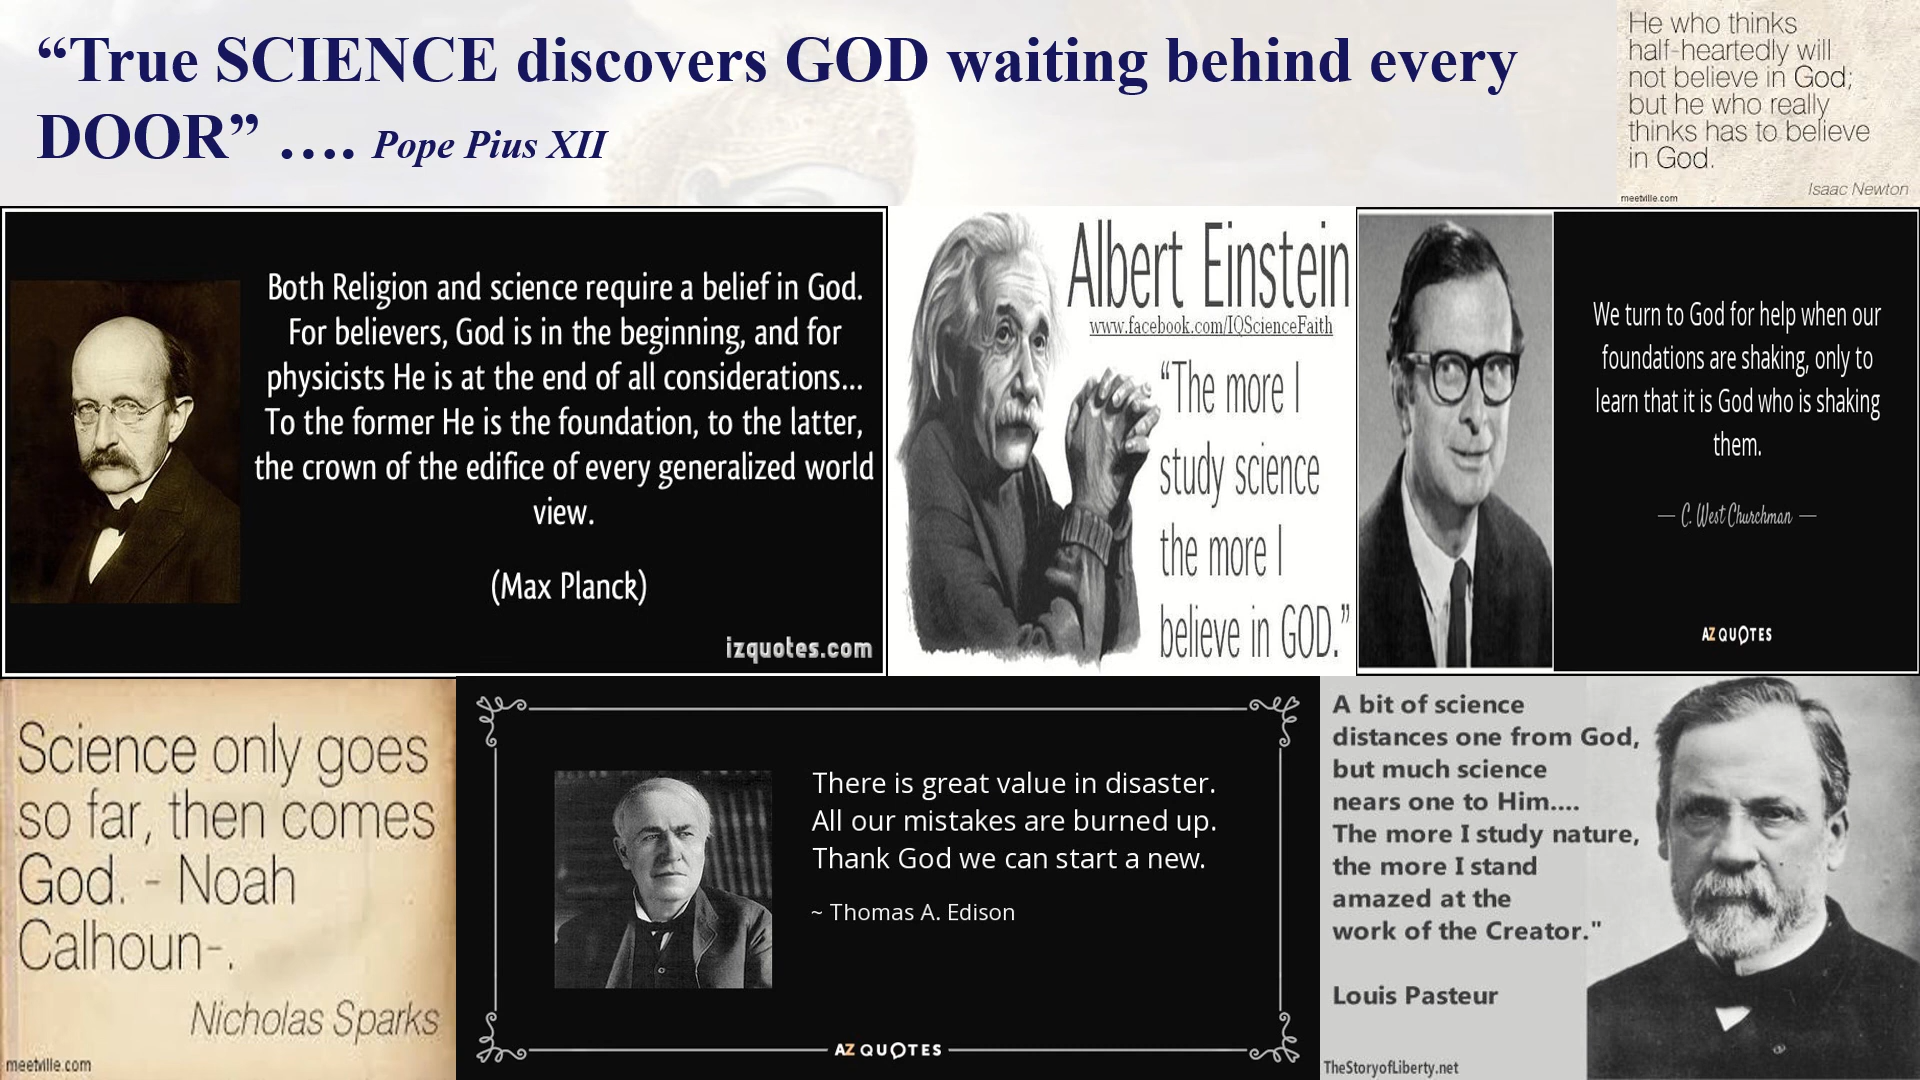 “True SCIENCE discovers GOD waiting behind every
DOOR” …. Pope Pius XII
He who thinks
half-heartedly will
not believe in God;
but he who really
thinks has to believe
in God.
Isaac Newton
meetville.com
Both Religion and science require a belief in God.
For believers, God is in the beginning, and for
physicists He is at the end of all considerations...
To the former He is the foundation, to the latter,
the crown of the edifice of every generalized world
view.
(Max Planck)
izquotes.com
Albert Einstein
www.facebook.com/IQScienceFaith
“The more I
study science
the more I
believe in GOD.”
We turn to God for help when our
foundations are shaking, only to
learn that it is God who is shaking
them.
— C. West Churchman —
AZ QUOTES
Science only goes
so far, then comes
God. - Noah
Calhoun-.
Nicholas Sparks
meetville.com
There is great value in disaster.
All our mistakes are burned up.
Thank God we can start a new.
~ Thomas A. Edison
AZ QUOTES
A bit of science
distances one from God,
but much science
nears one to Him....
The more I study nature,
the more I stand
amazed at the
work of the Creator."
Louis Pasteur
TheStoryofLiberty.net